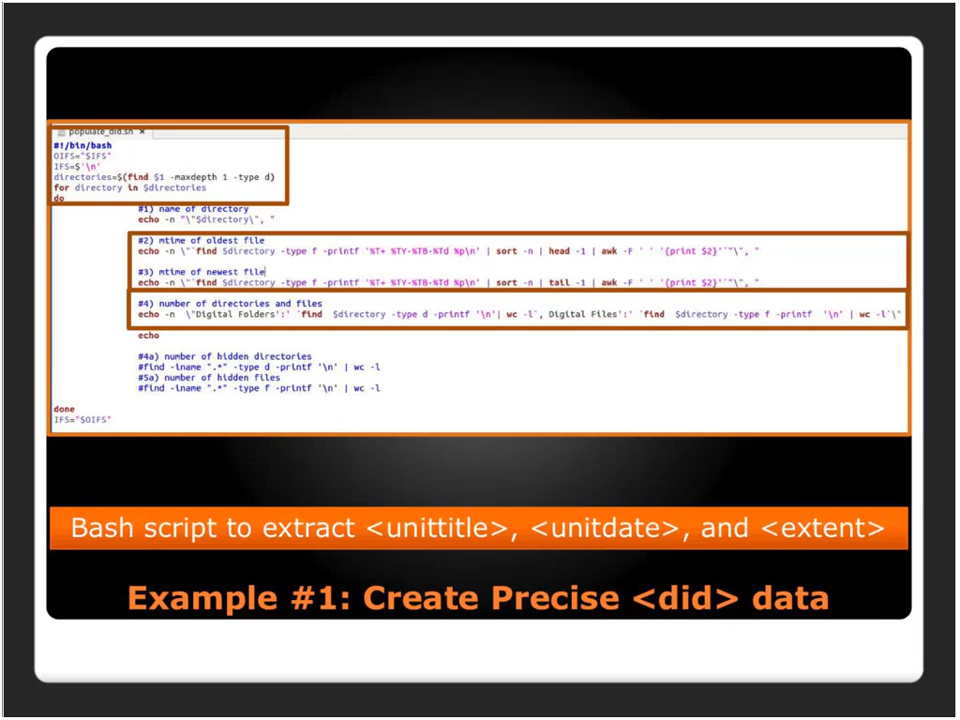 populate_did.sh ×
#!/bin/bash
OIFS="$IFS"
IFS=$'\n'
directories=$(find $1 -maxdepth 1 -type d)
for directory in $directories
do
#1) name of directory
echo -n "\"$directory\", "
#2) mtime of oldest file
echo -n \"`find $directory -type f -printf '%T+ %TY-%TB-%Td %p\n' | sort -n | head -1 | awk -F ' ' '{print $2}'`"\", "
#3) mtime of newest file
echo -n \"`find $directory -type f -printf '%T+ %TY-%TB-%Td %p\n' | sort -n | tail -1 | awk -F ' ' '{print $2}'`"\", "
#4) number of directories and files
echo -n \"Digital Folders':' `find $directory -type d -printf '\n'| wc -l`, Digital Files':' `find $directory -type f -printf '\n' | wc -l`\"
echo
#4a) number of hidden directories
#find -iname ".*" -type d -printf '\n' | wc -l
#5a) number of hidden files
#find -iname ".*" -type f -printf '\n' | wc -l
done
IFS="$OIFS"
Bash script to extract <unittitle>, <unitdate>, and <extent>
Example #1: Create Precise <did> data